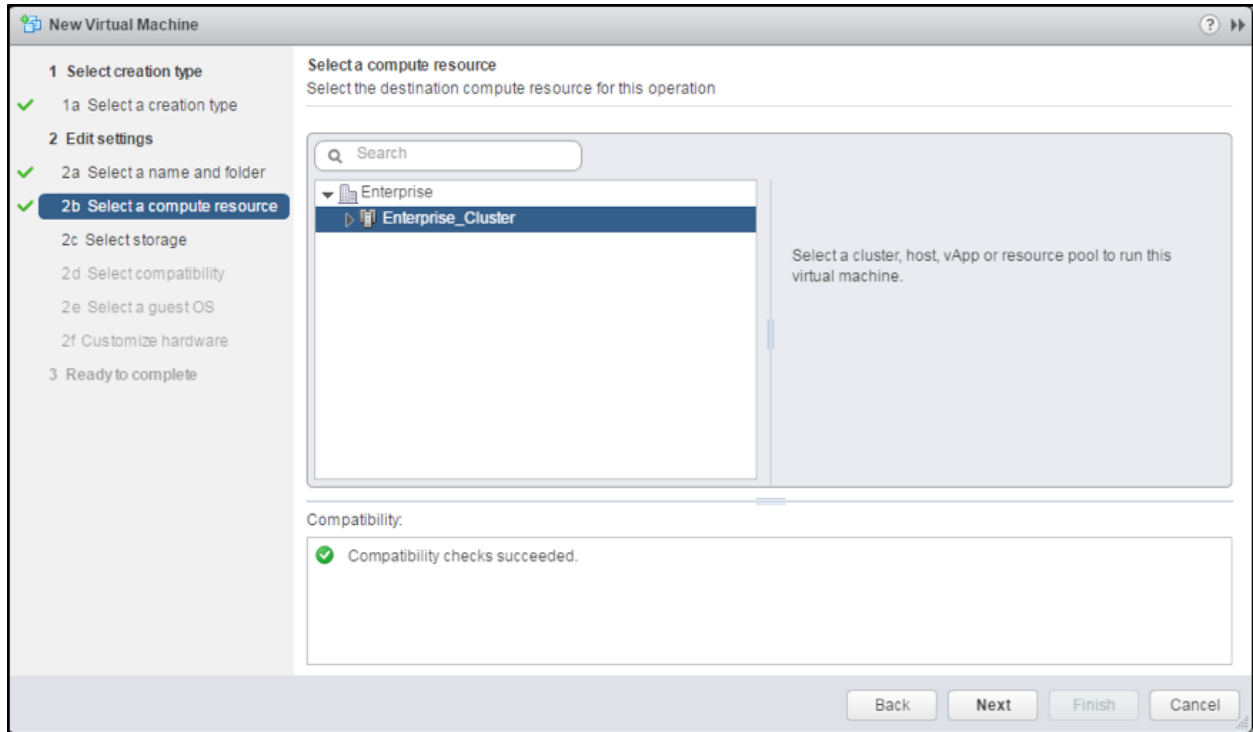 New Virtual Machine
?
1 Select creation type
1a Select a creation type
2 Edit settings
2a Select a name and folder
2b Select a compute resource
2c Select storage
2d Select compatibility
2e Select a guest OS
2f Customize hardware
3 Ready to complete
Select a compute resource
Select the destination compute resource for this operation
Search
Enterprise
Enterprise_Cluster
Select a cluster, host, vApp or resource pool to run this
virtual machine.
Compatibility:
Compatibility checks succeeded.
Back
Next
Finish
Cancel